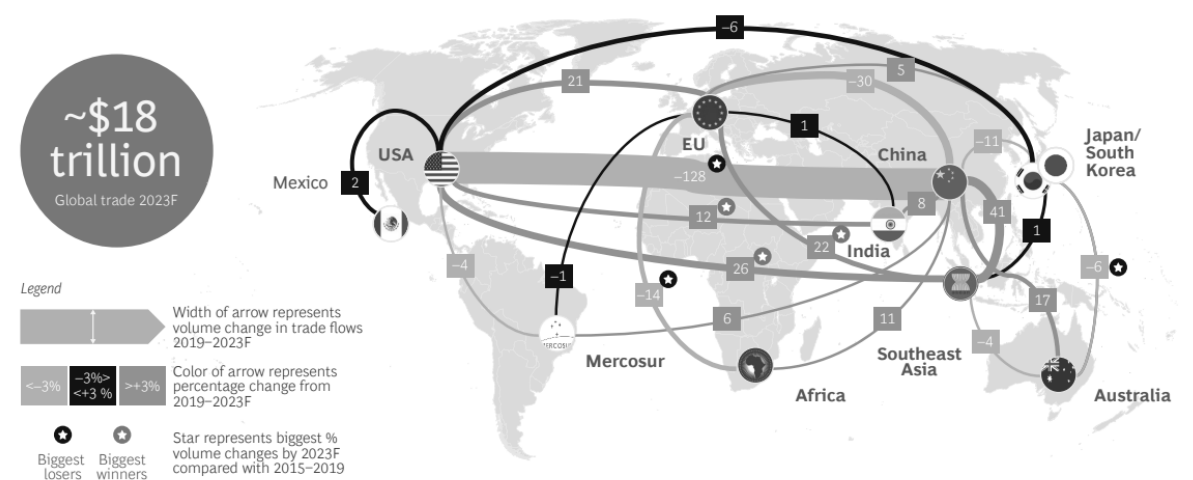 ~$18
trillion
Global trade 2023F
–6
21
5
–30
EU
1
China
–11
Japan/
South
Korea
USA
Mexico
2
–128
8
41
12
22
India
1
26
–4
–1
–14
–6
17
6
11
–4
MERCOSUR
Mercosur
Southeast
Asia
Africa
Australia
Legend
Width of arrow represents
volume change in trade flows
2019–2023F
<–3%
–3%>
<+3 %
>+3%
Color of arrow represents
percentage change from
2019–2023F
Biggest
losers
Biggest
winners
Star represents biggest %
volume changes by 2023F
compared with 2015–2019